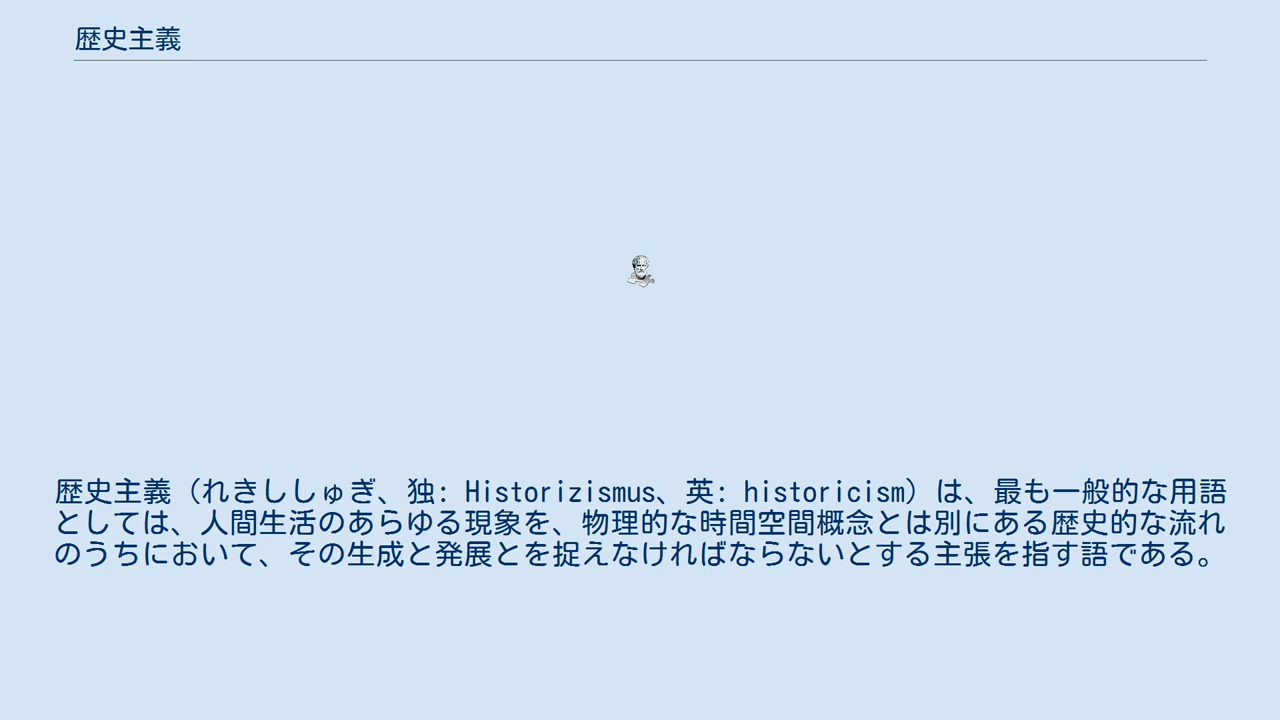 歴史主義
歴史主義（れきししゅぎ、独: Historizismus、英: historicism）は、最も一般的な用語
としては、人間生活のあらゆる現象を、物理的な時間空間概念とは別にある歴史的な流れ
のうちにおいて、その生成と発展とを捉えなければならないとする主張を指す語である。